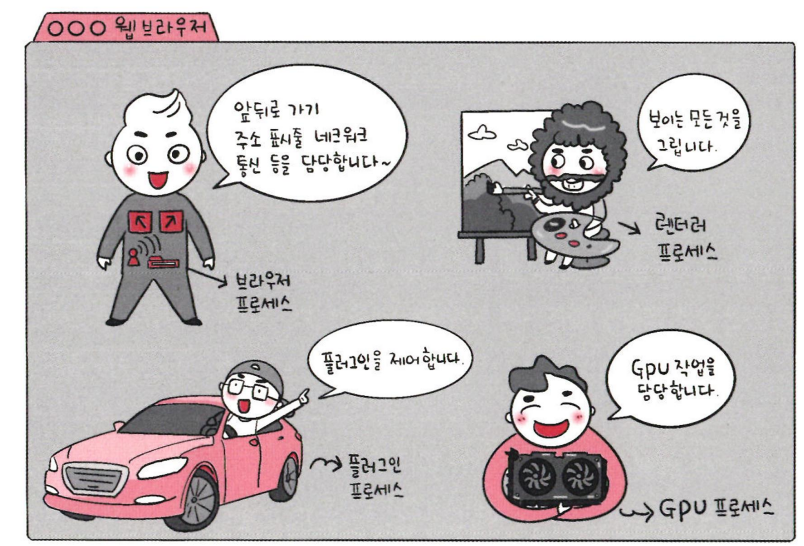 ○○○ 웹 브라우저
앞뒤로 가기
주소 표시줄 네크워크
통신 등을 담당합니다~
브라우저
프로세스
보이는 모든 것을
그립니다.
렌더러
프로세스
플러그인을 제어합니다.
플러그인
프로세스
GPU 작업을
담당합니다.
GPU 프로세스